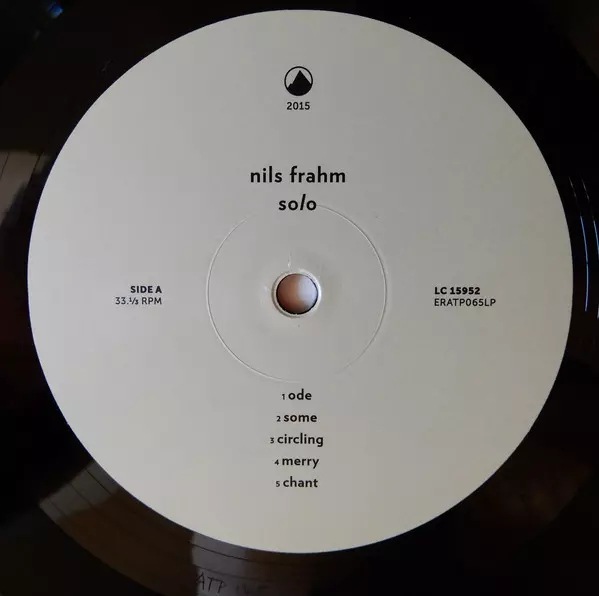 2015
nils frahm
solo
SIDE A
33.⅓ RPM
LC 15952
ERATP065LP
1 ode
2 some
3 circling
4 merry
5 chant